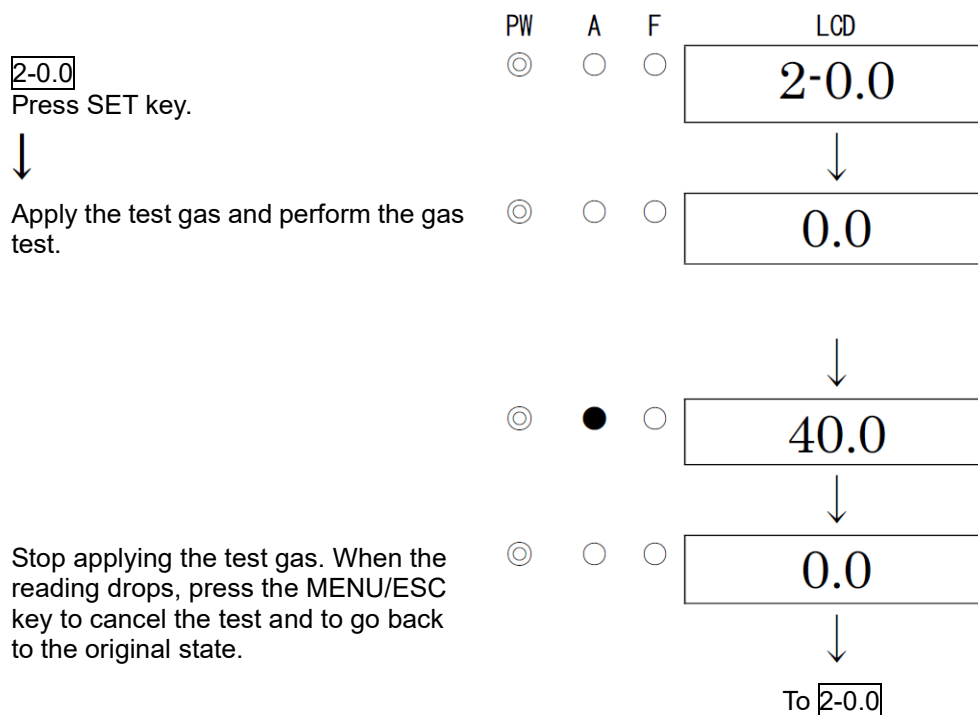 PW A F LCD
2-0.0
Press SET key.
2-0.0
Apply the test gas and perform the gas
test.
0.0
40.0
Stop applying the test gas. When the
reading drops, press the MENU/ESC
key to cancel the test and to go back
to the original state.
0.0
To 2-0.0